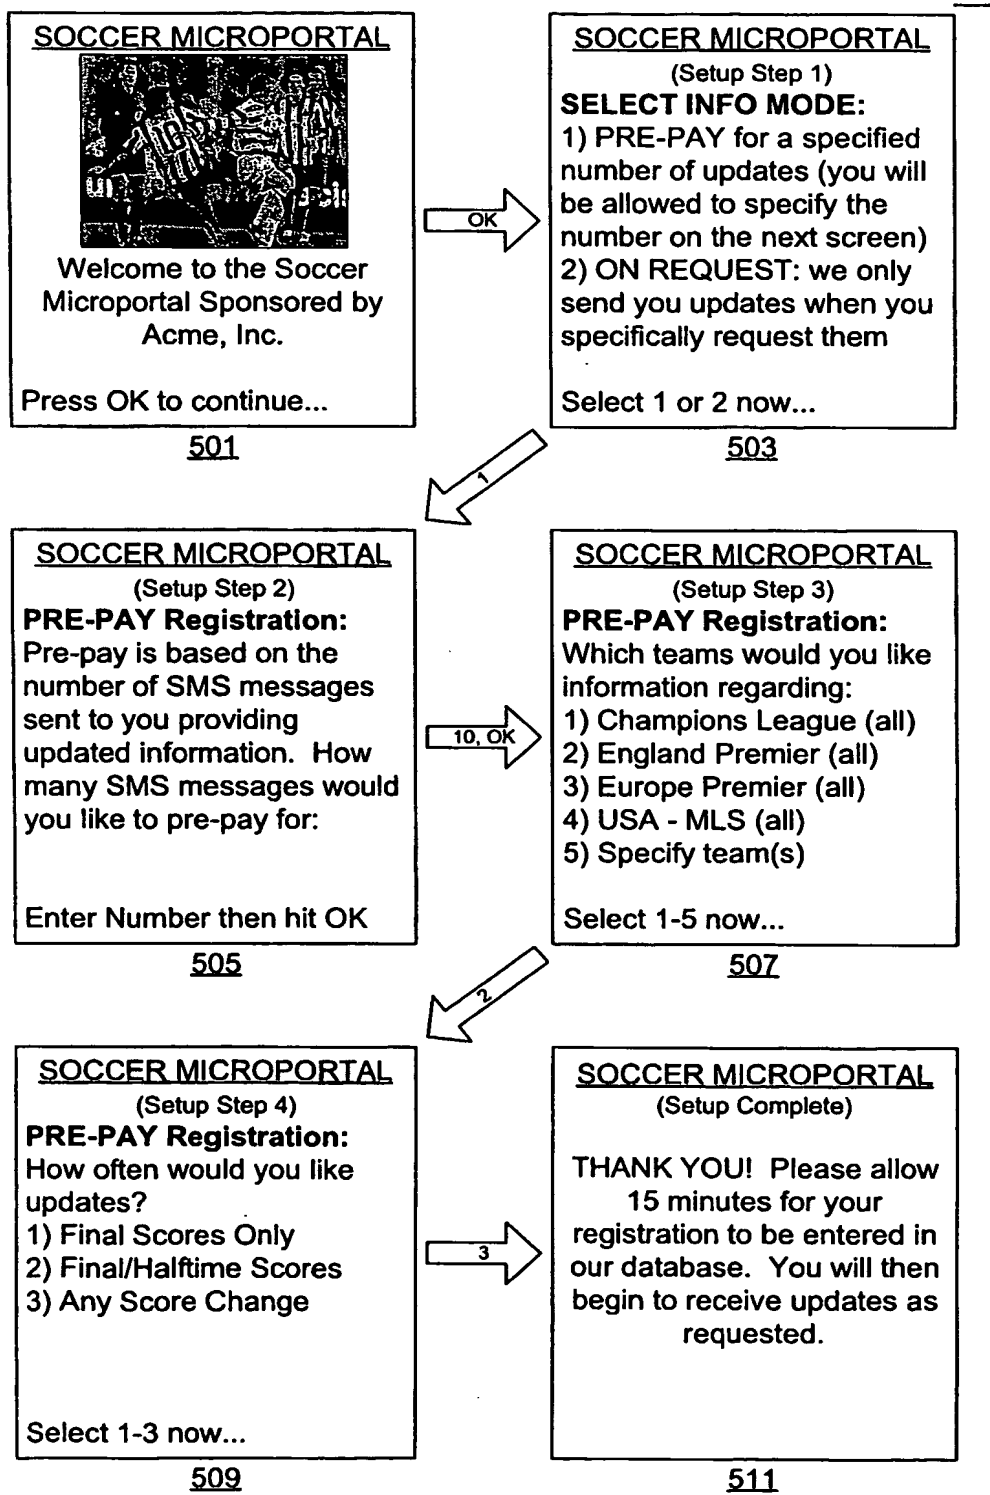 SOCCER MICROPORTAL
Welcome to the Soccer
Microportal Sponsored by
Acme, Inc.
Press OK to continue...
501
OK
SOCCER MICROPORTAL
(Setup Step 1)
SELECT INFO MODE:
1) PRE-PAY for a specified
number of updates (you will
be allowed to specify the
number on the next screen)
2) ON REQUEST: we only
send you updates when you
specifically request them
Select 1 or 2 now...
503
1
SOCCER MICROPORTAL
(Setup Step 2)
PRE-PAY Registration:
Pre-pay is based on the
number of SMS messages
sent to you providing
updated information. How
many SMS messages would
you like to pre-pay for:
Enter Number then hit OK
505
10, OK
SOCCER MICROPORTAL
(Setup Step 3)
PRE-PAY Registration:
Which teams would you like
information regarding:
1) Champions League (all)
2) England Premier (all)
3) Europe Premier (all)
4) USA - MLS (all)
5) Specify team(s)
Select 1-5 now...
507
2
SOCCER MICROPORTAL
(Setup Step 4)
PRE-PAY Registration:
How often would you like
updates?
1) Final Scores Only
2) Final/Halftime Scores
3) Any Score Change
Select 1-3 now...
509
3
SOCCER MICROPORTAL
(Setup Complete)
THANK YOU! Please allow
15 minutes for your
registration to be entered in
our database. You will then
begin to receive updates as
requested.
511